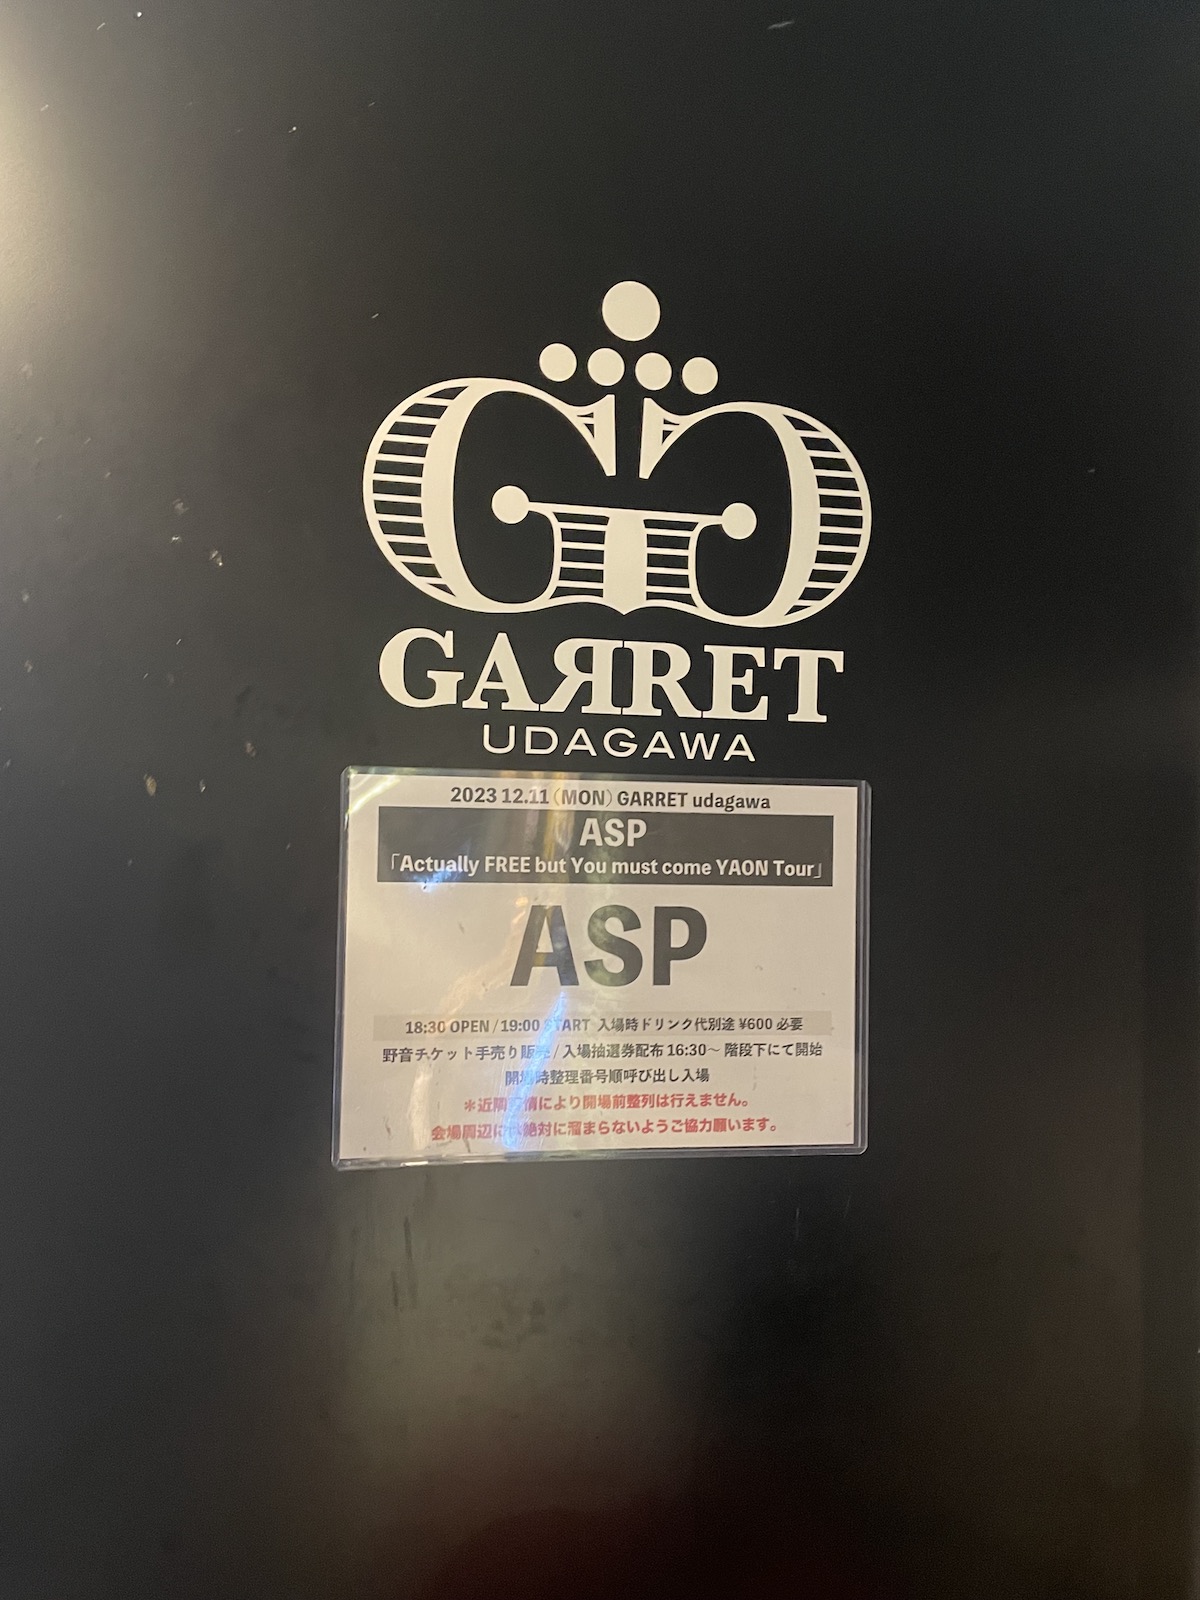 GARRET
UDAGAWA
2023 12.11（MON）GARRET udagawa
ASP
「Actually FREE but You must come YAON Tour」
ASP
18:30 OPEN / 19:00 START 入場時ドリンク代別途 ¥600 必要
野音チケット手売り販売 / 入場抽選券配布 16:30〜 階段下にて開始
開場時整理番号順呼び出し入場
＊近隣事情により開場前整列は行えません。
会場周辺には絶対に溜まらないようご協力願います。